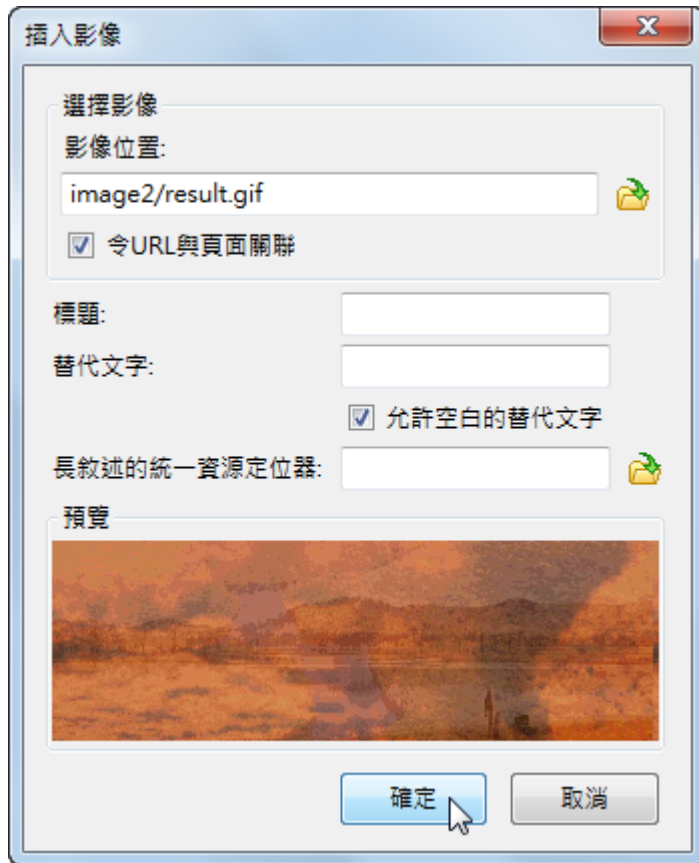 插入影像
選擇影像
影像位置:
image2/result.gif
令URL與頁面關聯
標題:
替代文字:
允許空白的替代文字
長敘述的統一資源定位器:
預覽
確定
取消